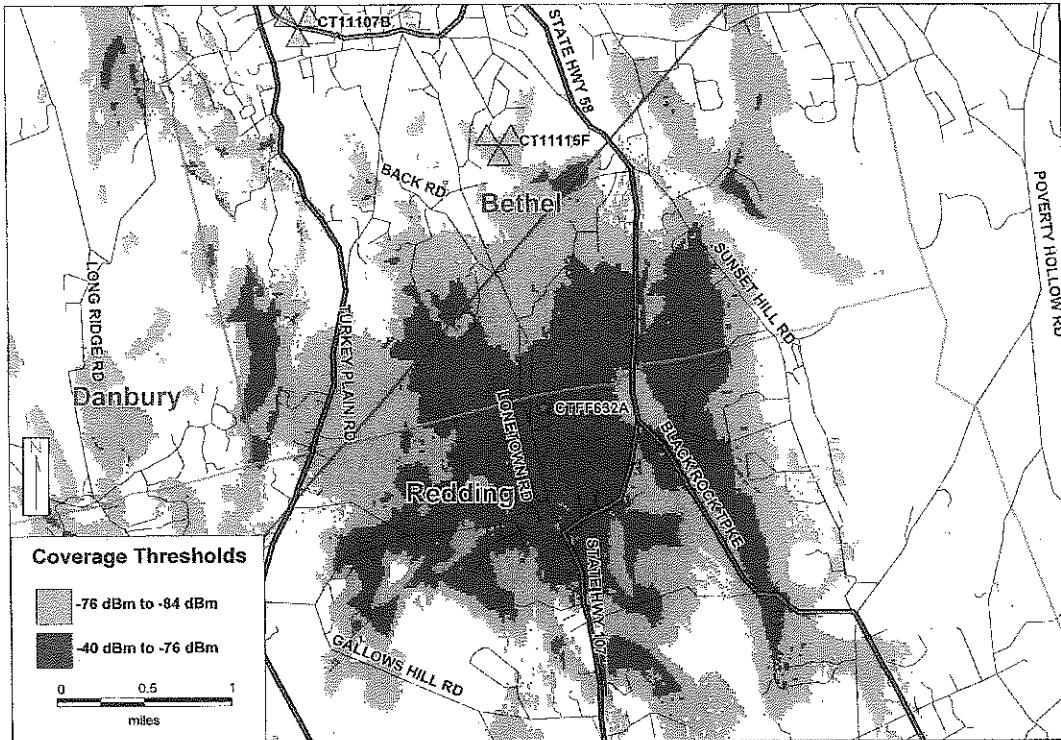 CT11107B
STATE HWY 58
CT11115F
BACK RD
Bethel
POVERTY HOLLOW RD
SUNSET HILL RD
LONG RIDGE RD
TURKEY PLAIN RD
Danbury
CTFF632A
LONETOWN RD
BLACK ROCK TPKE
N
Redding
STATE HWY 107
GALLOWS HILL RD
Coverage Thresholds
-76 dBm to -84 dBm
-40 dBm to -76 dBm
0 0.5 1
miles